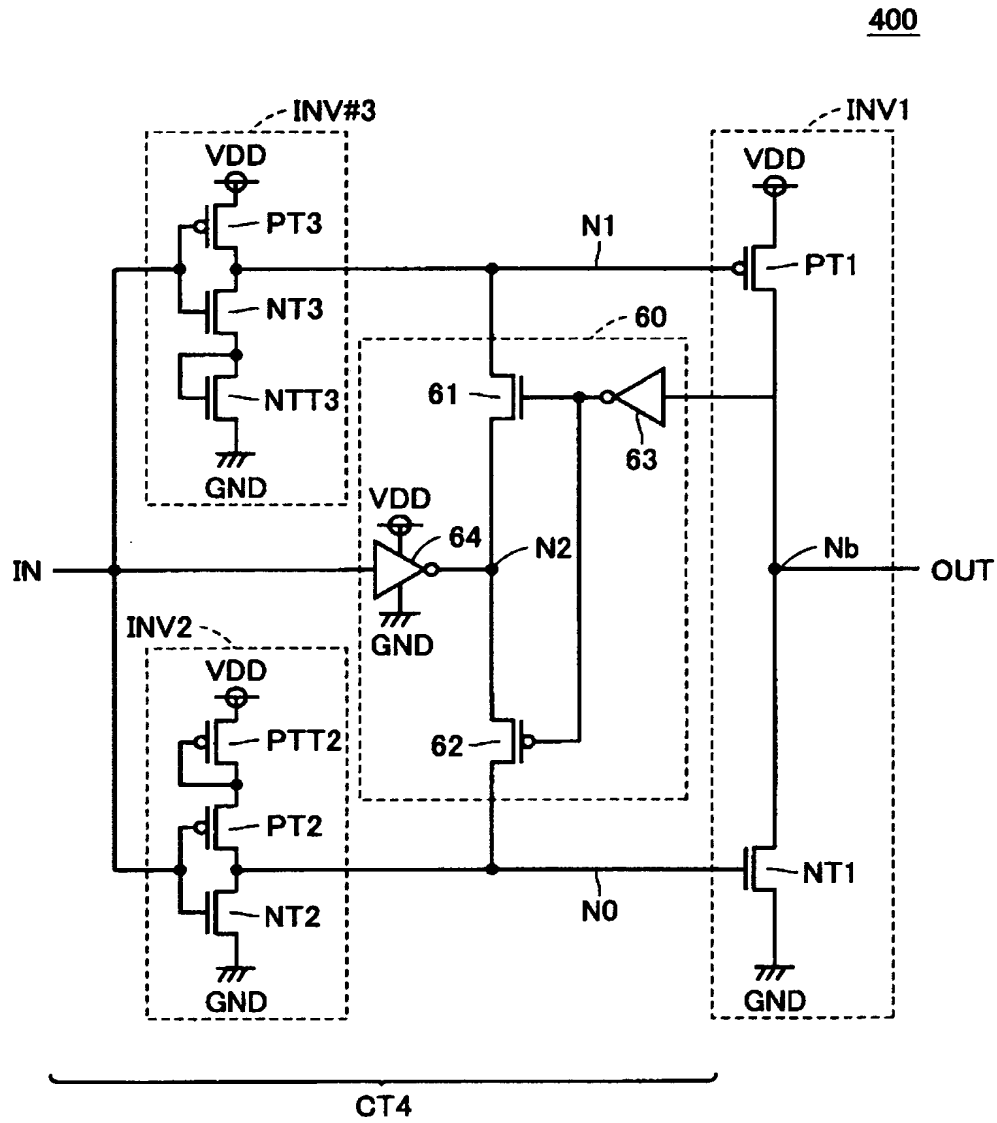 400
INV#3
INV1
VDD
VDD
PT3
N1
PT1
NT3
60
NTT3
61
63
GND
VDD
64
N2
Nb
IN
OUT
INV2
GND
VDD
PTT2
62
PT2
NT1
NT2
N0
GND
GND
CT4